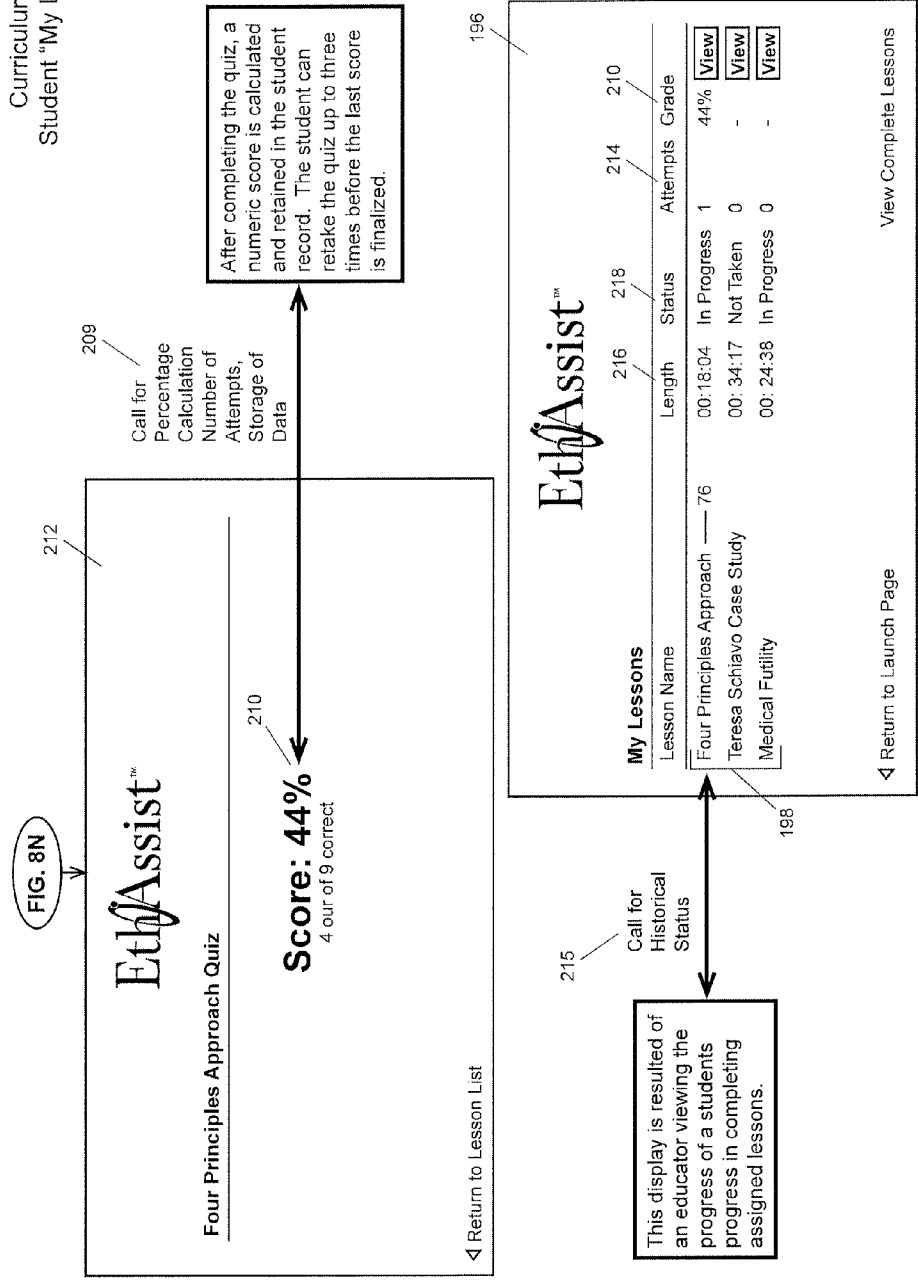 Curriculum
Student "My L
FIG. 8N
212
EthAssist™
Four Principles Approach Quiz
210
Score: 44%
4 our of 9 correct
◁ Return to Lesson List
209
Call for
Percentage
Calculation
Number of
Attempts,
Storage of
Data
After completing the quiz, a
numeric score is calculated
and retained in the student
record. The student can
retake the quiz up to three
times before the last score
is finalized.
215
Call for
Historical
Status
This display is resulted of
an educator viewing the
progress of a students
progress in completing
assigned lessons.
196
EthAssist™
My Lessons
216 218 214 210
Lesson Name Length Status Attempts Grade
Four Principles Approach — 76 00:18:04 In Progress 1 44% View
Teresa Schiavo Case Study 00: 34:17 Not Taken 0 - View
Medical Futility 00: 24:38 In Progress 0 - View
198
◁ Return to Launch Page View Complete Lessons